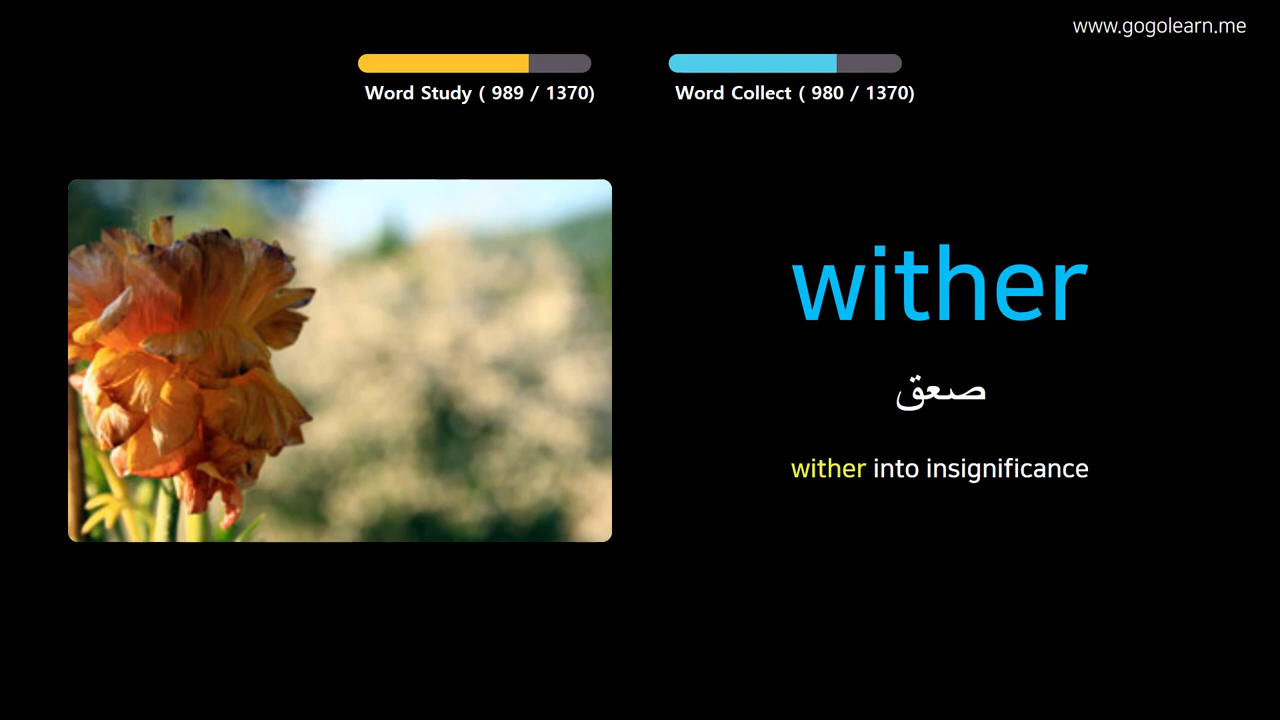 www.gogolearn.me
Word Study ( 989 / 1370)
Word Collect ( 980 / 1370)
wither
صعق
wither into insignificance